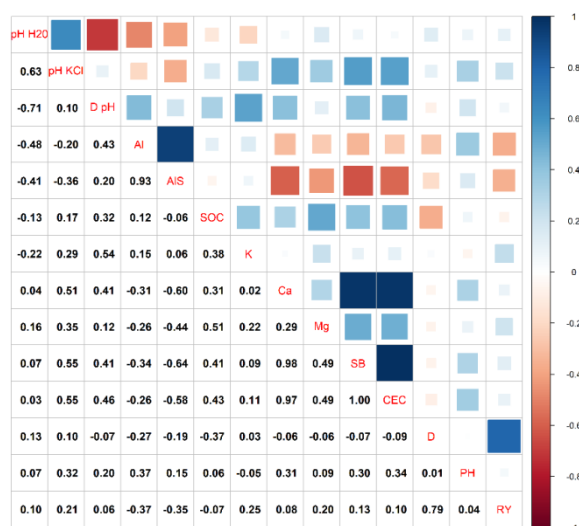 pH H20 1
0.63 pH KCl 0.8
-0.71 0.10 D pH 0.6
-0.48 -0.20 0.43 Al
-0.41 -0.36 0.20 0.93 AlS 0.4
-0.13 0.17 0.32 0.12 -0.06 SOC 0.2
-0.22 0.29 0.54 0.15 0.06 0.38 K
0.04 0.51 0.41 -0.31 -0.60 0.31 0.02 Ca 0
0.16 0.35 0.12 -0.26 -0.44 0.51 0.22 0.29 Mg -0.2
0.07 0.55 0.41 -0.34 -0.64 0.41 0.09 0.98 0.49 SB
0.03 0.55 0.46 -0.26 -0.58 0.43 0.11 0.97 0.49 1.00 CEC -0.4
0.13 0.10 -0.07 -0.27 -0.19 -0.37 0.03 -0.06 -0.06 -0.07 -0.09 D -0.6
0.07 0.32 0.20 0.37 0.15 0.06 -0.05 0.31 0.09 0.30 0.34 0.01 PH -0.8
0.10 0.21 0.06 -0.37 -0.35 -0.07 0.25 0.08 0.20 0.13 0.10 0.79 0.04 RY
-1